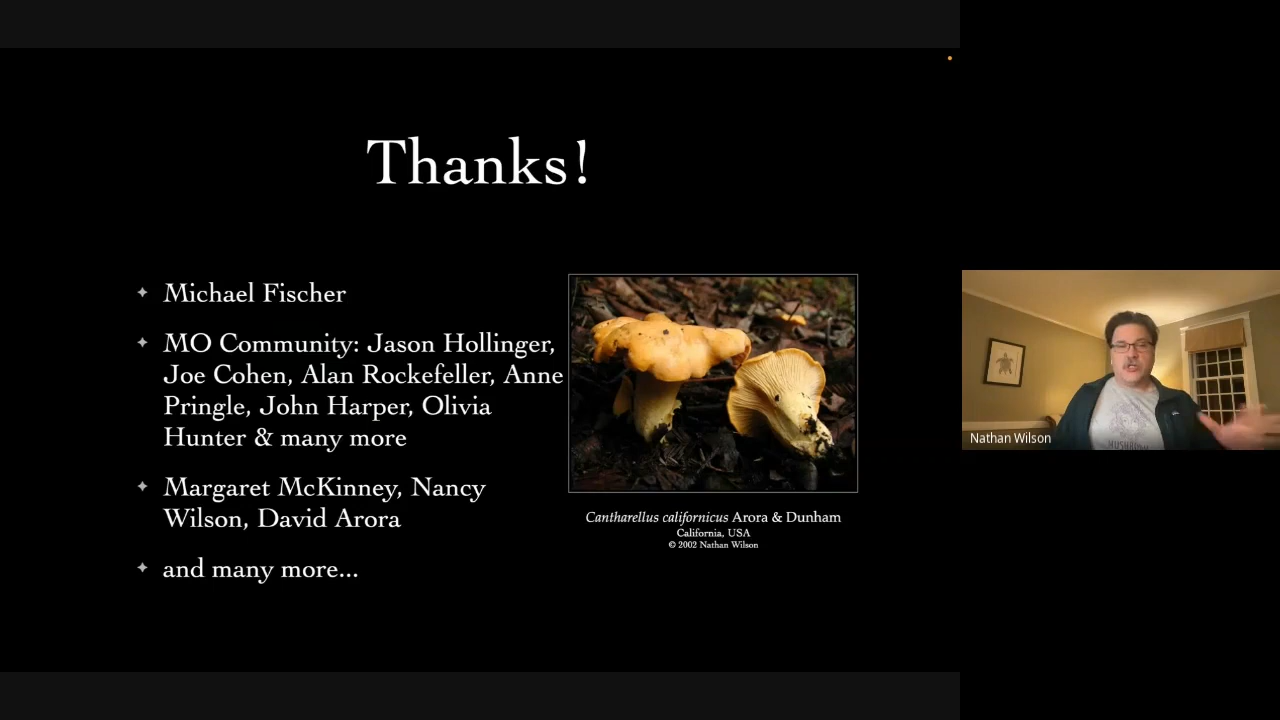 Thanks!
✦ Michael Fischer
✦ MO Community: Jason Hollinger,
Joe Cohen, Alan Rockefeller, Anne
Pringle, John Harper, Olivia
Hunter & many more
✦ Margaret McKinney, Nancy
Wilson, David Arora
✦ and many more...
Cantharellus californicus Arora & Dunham
California, USA
© 2002 Nathan Wilson
Nathan Wilson